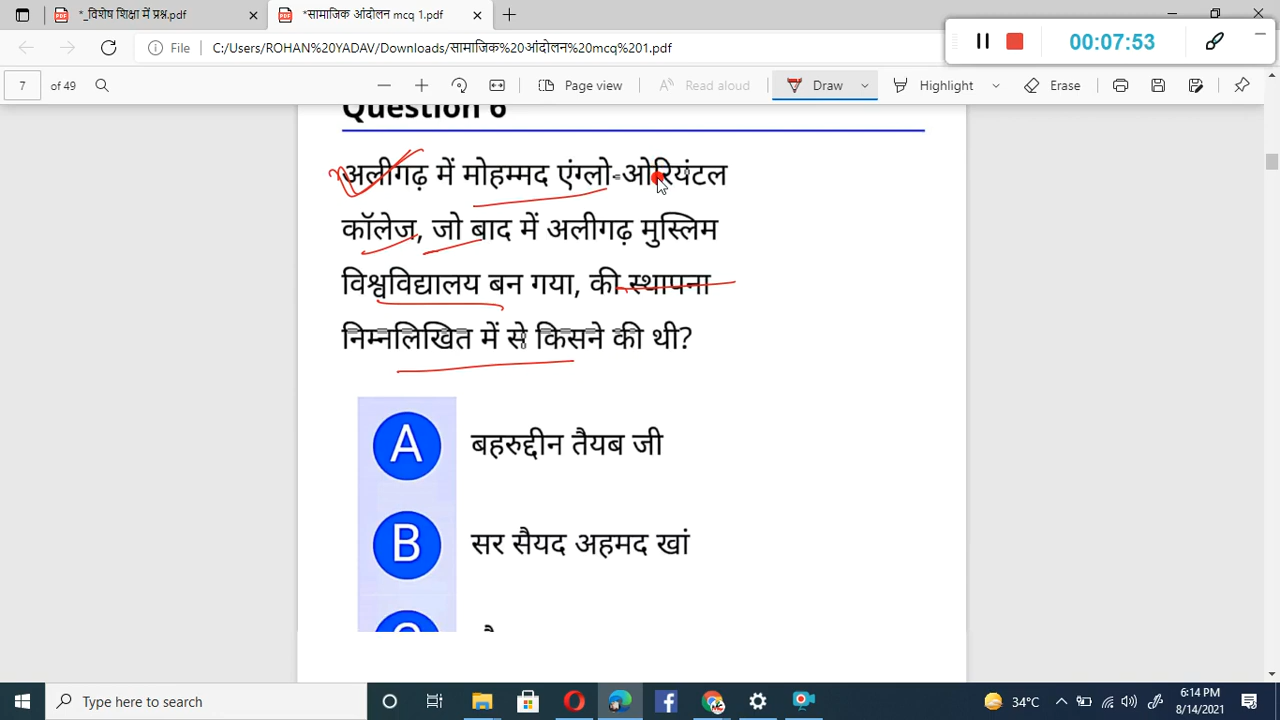 *_विशेष शिक्षा में प्रश्न.pdf
*सामाजिक आंदोलन mcq 1.pdf
File
C:/Users/ROHAN%20YADAV/Downloads/सामाजिक%20आंदोलन%20mcq%201.pdf
00:07:53
7 of 49
Page view
Read aloud
Draw
Highlight
Erase
Question 6
अलीगढ़ में मोहम्मद एंग्लो-ओरियंटल
कॉलेज, जो बाद में अलीगढ़ मुस्लिम
विश्वविद्यालय बन गया, की स्थापना
निम्नलिखित में से किसने की थी?
A बहरुद्दीन तैयब जी
B सर सैयद अहमद खां
Type here to search
34°C
6:14 PM
8/14/2021